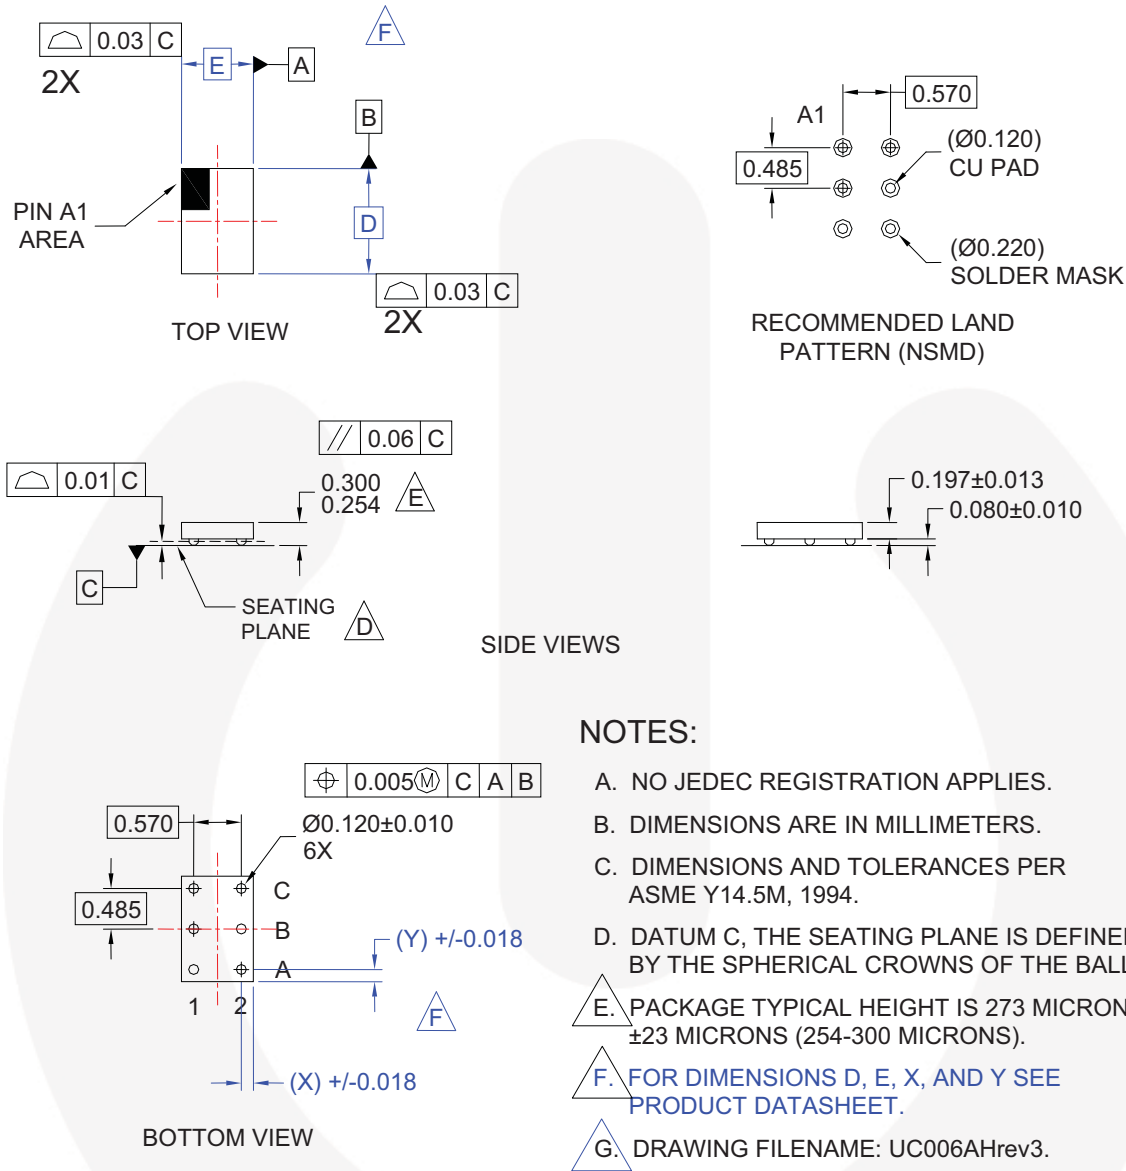 0.03 C
2X
E
A
F
B
PIN A1
AREA
D
0.03 C
2X
TOP VIEW
0.570
A1
0.485
(Ø0.120)
CU PAD
(Ø0.220)
SOLDER MASK
RECOMMENDED LAND
PATTERN (NSMD)
// 0.06 C
0.01 C
0.300
0.254
E
C
SEATING
PLANE
D
0.197±0.013
0.080±0.010
SIDE VIEWS
0.005 M C A B
0.570
Ø0.120±0.010
6X
0.485
C
B
A
1 2
(Y) +/-0.018
F
(X) +/-0.018
BOTTOM VIEW
NOTES:
A. NO JEDEC REGISTRATION APPLIES.
B. DIMENSIONS ARE IN MILLIMETERS.
C. DIMENSIONS AND TOLERANCES PER
ASME Y14.5M, 1994.
D. DATUM C, THE SEATING PLANE IS DEFINE
BY THE SPHERICAL CROWNS OF THE BALL
E. PACKAGE TYPICAL HEIGHT IS 273 MICRON
±23 MICRONS (254-300 MICRONS).
F. FOR DIMENSIONS D, E, X, AND Y SEE
PRODUCT DATASHEET.
G. DRAWING FILENAME: UC006AHrev3.